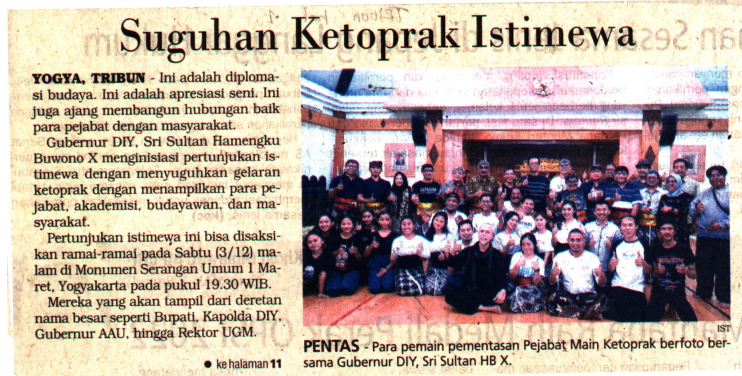 Suguhan Ketoprak Istimewa
YOGYA, TRIBUN - Ini adalah diploma-
si budaya. Ini adalah apresiasi seni. Ini
juga ajang membangun hubungan baik
para pejabat dengan masyarakat.
Gubernur DIY, Sri Sultan Hamengku
Buwono X menginisiasi pertunjukan is-
timewa dengan menyuguhkan gelaran
ketoprak dengan menampilkan para pe-
jabat, akademisi, budayawan, dan ma-
syarakat.
Pertunjukan istimewa ini bisa disaksi-
kan ramai-ramai pada Sabtu (3/12) ma-
lam di Monumen Serangan Umum 1 Ma-
ret, Yogyakarta pada pukul 19.30 WIB.
Mereka yang akan tampil dari deretan
nama besar seperti Bupati, Kapolda DIY,
Gubernur AAU, hingga Rektor UGM.
● ke halaman 11
IST
PENTAS - Para pemain pementasan Pejabat Main Ketoprak berfoto ber-
sama Gubernur DIY, Sri Sultan HB X.